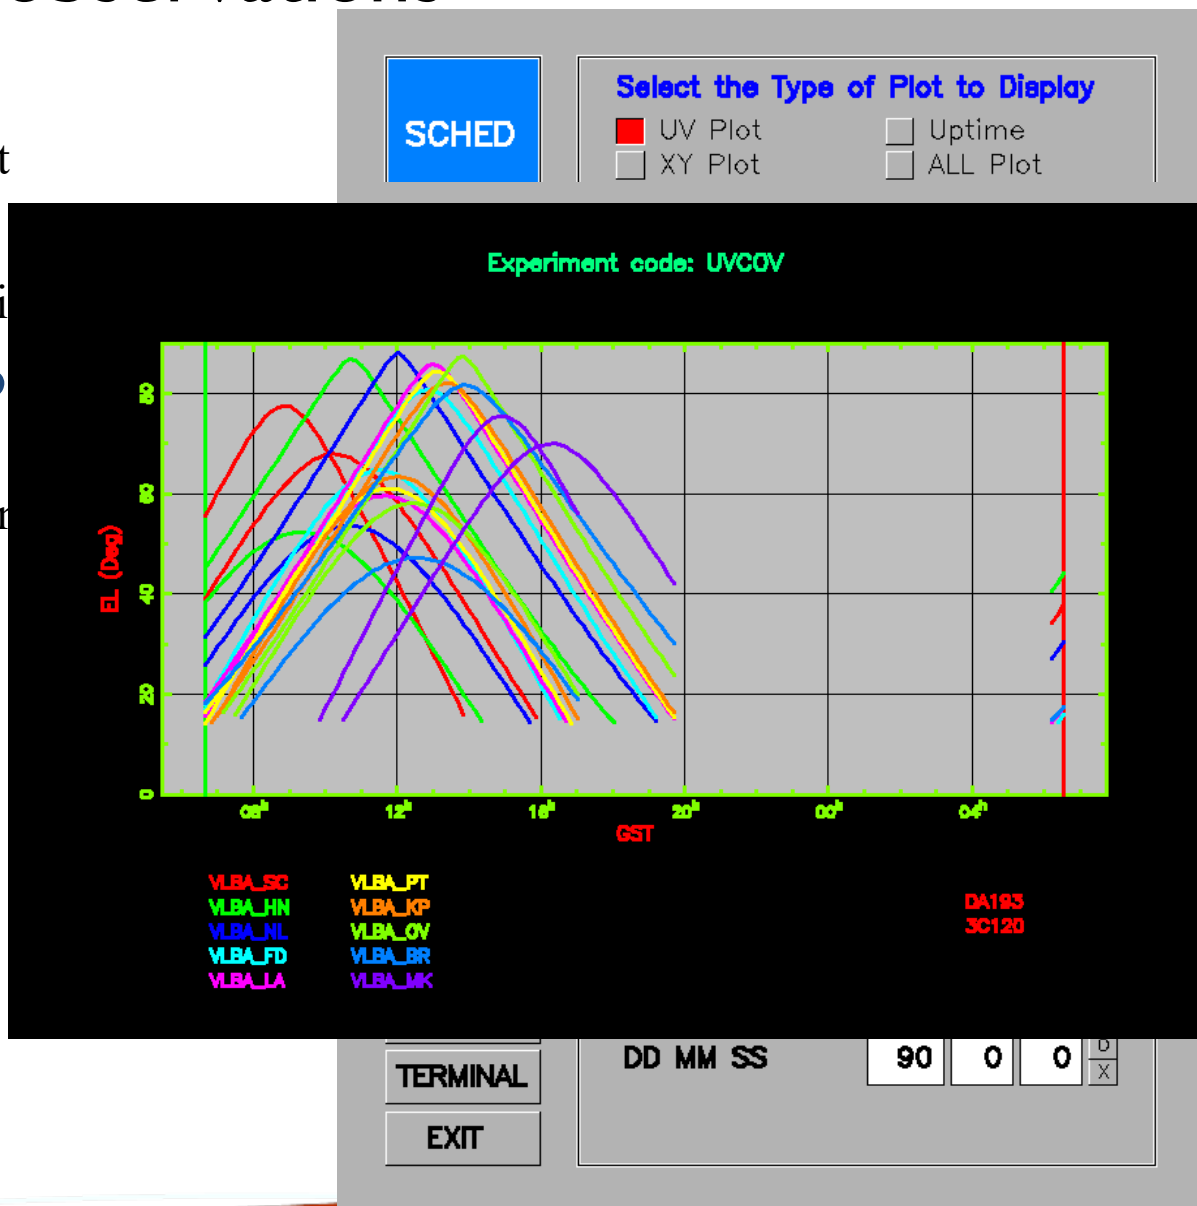 SCHED
Select the Type of Plot to Display
UV Plot
Uptime
XY Plot
ALL Plot
t
i
r
Experiment code: UVCOV
EL (Deg)
80
60
40
20
0
08h
12h
16h
20h
00h
04h
GST
VLBA_SC
VLBA_PT
VLBA_HN
VLBA_KP
VLBA_NL
VLBA_OV
VLBA_FD
VLBA_BR
VLBA_LA
VLBA_MK
DA193
3C120
DD MM SS
90
0
0
D
X
TERMINAL
EXIT